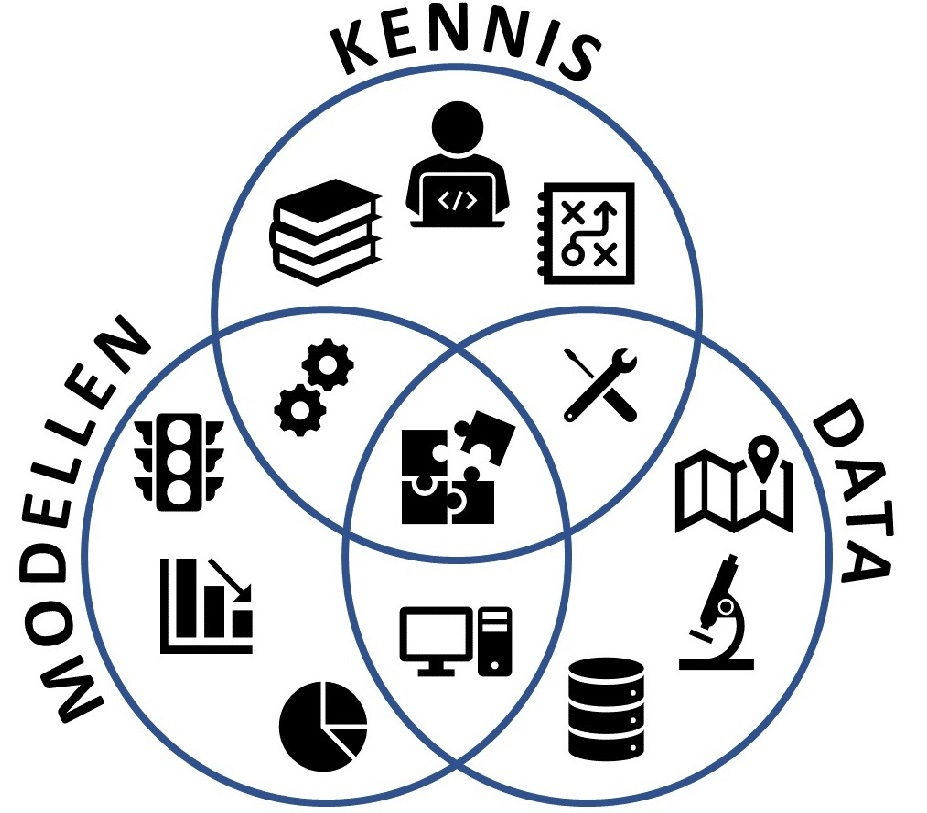 KENNIS
</>
MODELLEN
DATA